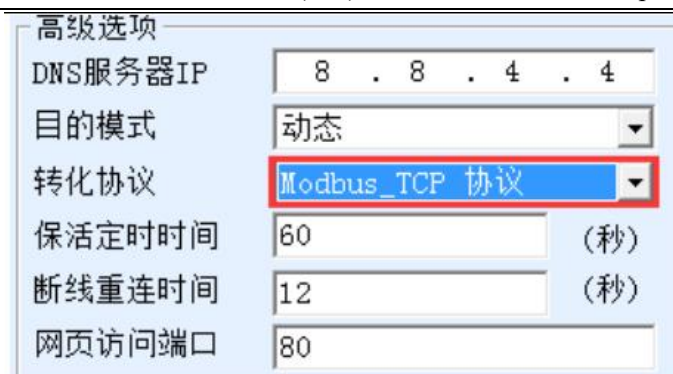 高级选项
DNS服务器IP 8 . 8 . 4 . 4
目的模式 动态
转化协议 Modbus_TCP 协议
保活定时时间 60 (秒)
断线重连时间 12 (秒)
网页访问端口 80